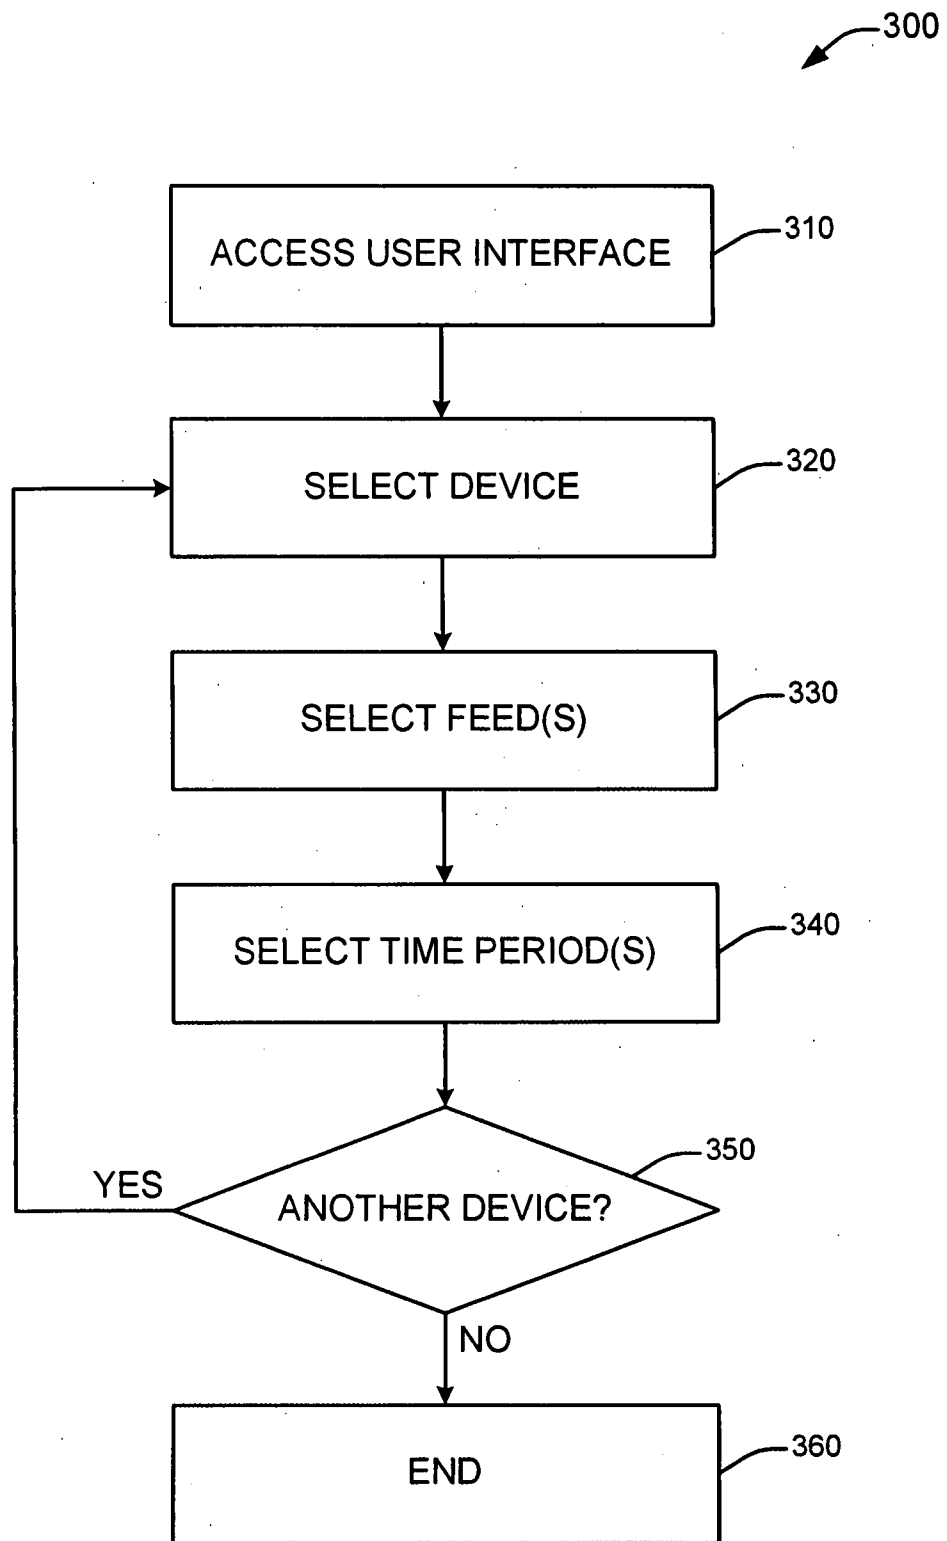 300
ACCESS USER INTERFACE
310
SELECT DEVICE
320
SELECT FEED(S)
330
SELECT TIME PERIOD(S)
340
ANOTHER DEVICE?
350
YES
NO
END
360